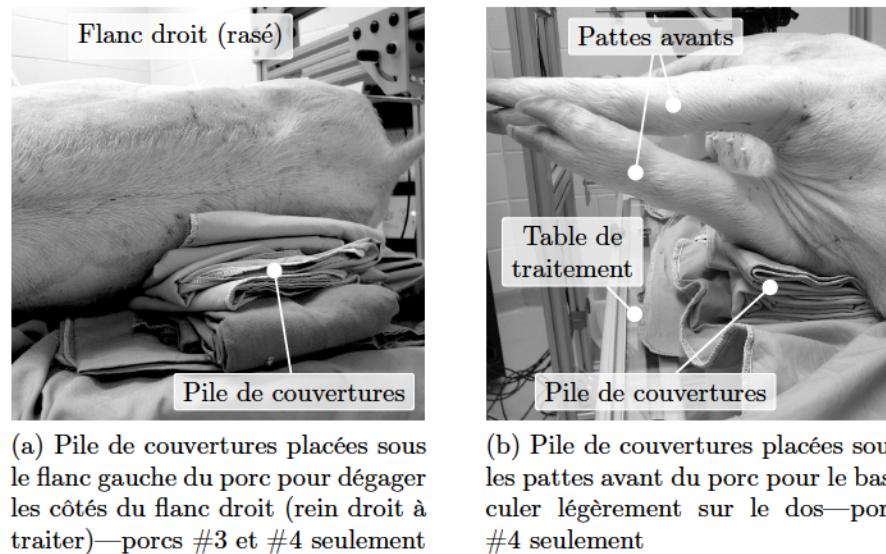 Flanc droit (rasé)
Pile de couvertures
(a) Pile de couvertures placées sous
le flanc gauche du porc pour dégager
les côtés du flanc droit (rein droit à
traiter)—porcs #3 et #4 seulement
Pattes avants
Table de
traitement
Pile de couvertures
(b) Pile de couvertures placées sou
les pattes avant du porc pour le bas
culer légèrement sur le dos—por
#4 seulement